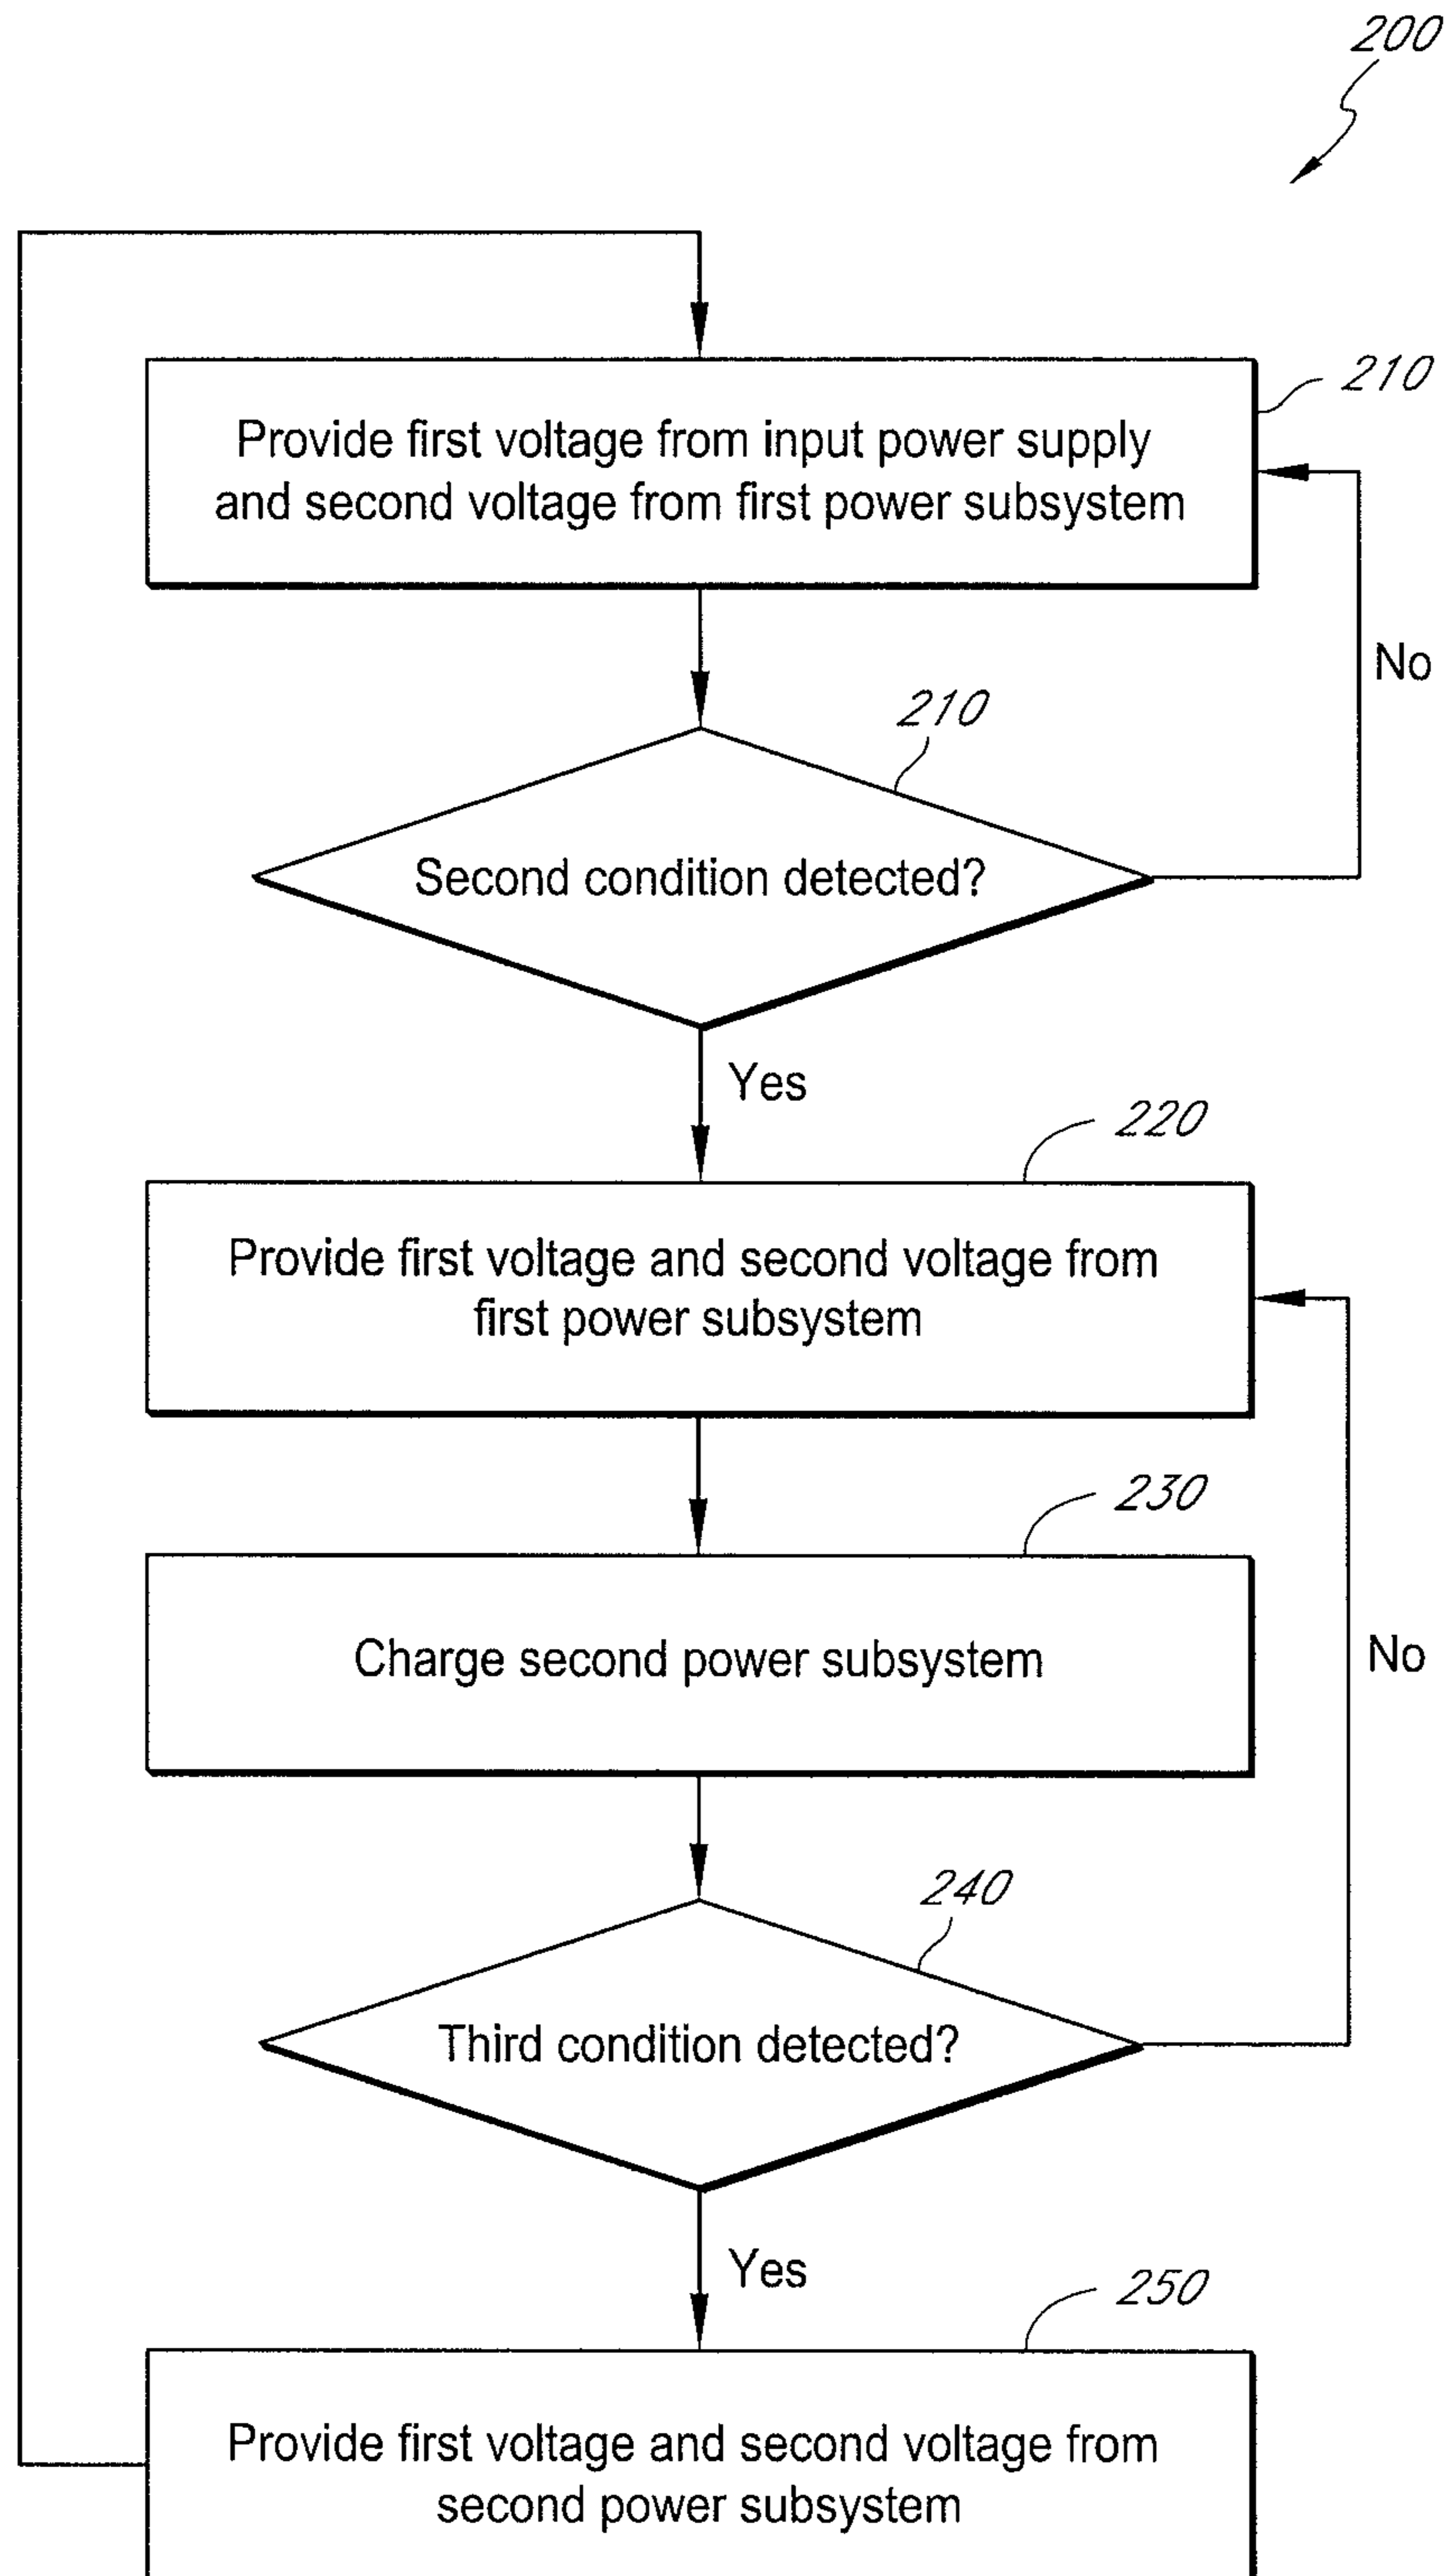 200
210
Provide first voltage from input power supply
and second voltage from first power subsystem
No
210
Second condition detected?
Yes
220
Provide first voltage and second voltage from
first power subsystem
230
Charge second power subsystem
No
240
Third condition detected?
Yes
250
Provide first voltage and second voltage from
second power subsystem